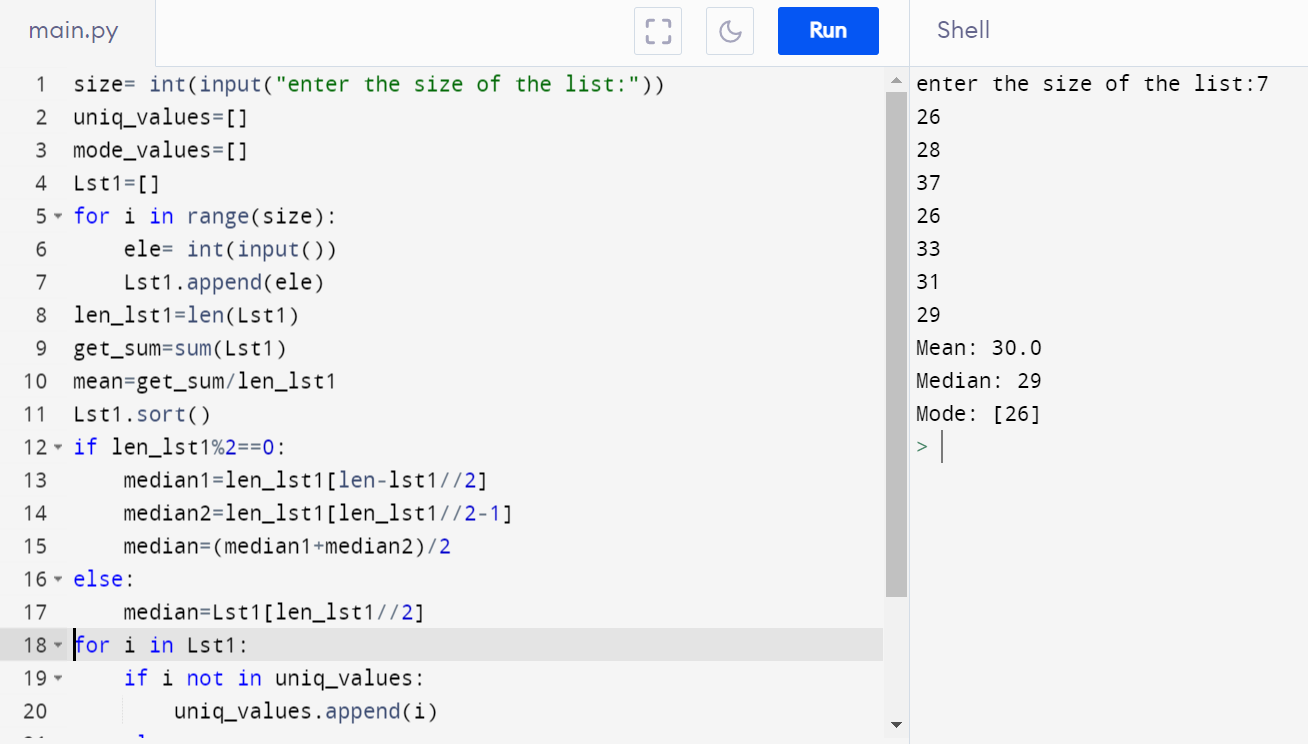 main.py
Run
Shell
1 size= int(input("enter the size of the list:"))
2 uniq_values=[]
3 mode_values=[]
4 Lst1=[]
5 for i in range(size):
6     ele= int(input())
7     Lst1.append(ele)
8 len_lst1=len(Lst1)
9 get_sum=sum(Lst1)
10 mean=get_sum/len_lst1
11 Lst1.sort()
12 if len_lst1%2==0:
13     median1=len_lst1[len-lst1//2]
14     median2=len_lst1[len_lst1//2-1]
15     median=(median1+median2)/2
16 else:
17     median=Lst1[len_lst1//2]
18 for i in Lst1:
19     if i not in uniq_values:
20         uniq_values.append(i)
enter the size of the list:7
26
28
37
26
33
31
29
Mean: 30.0
Median: 29
Mode: [26]
>